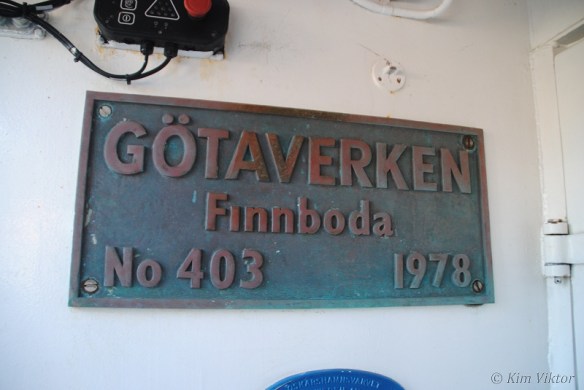 GÖTAVERKEN
Finnboda
No 403 1978
© Kim Viktor